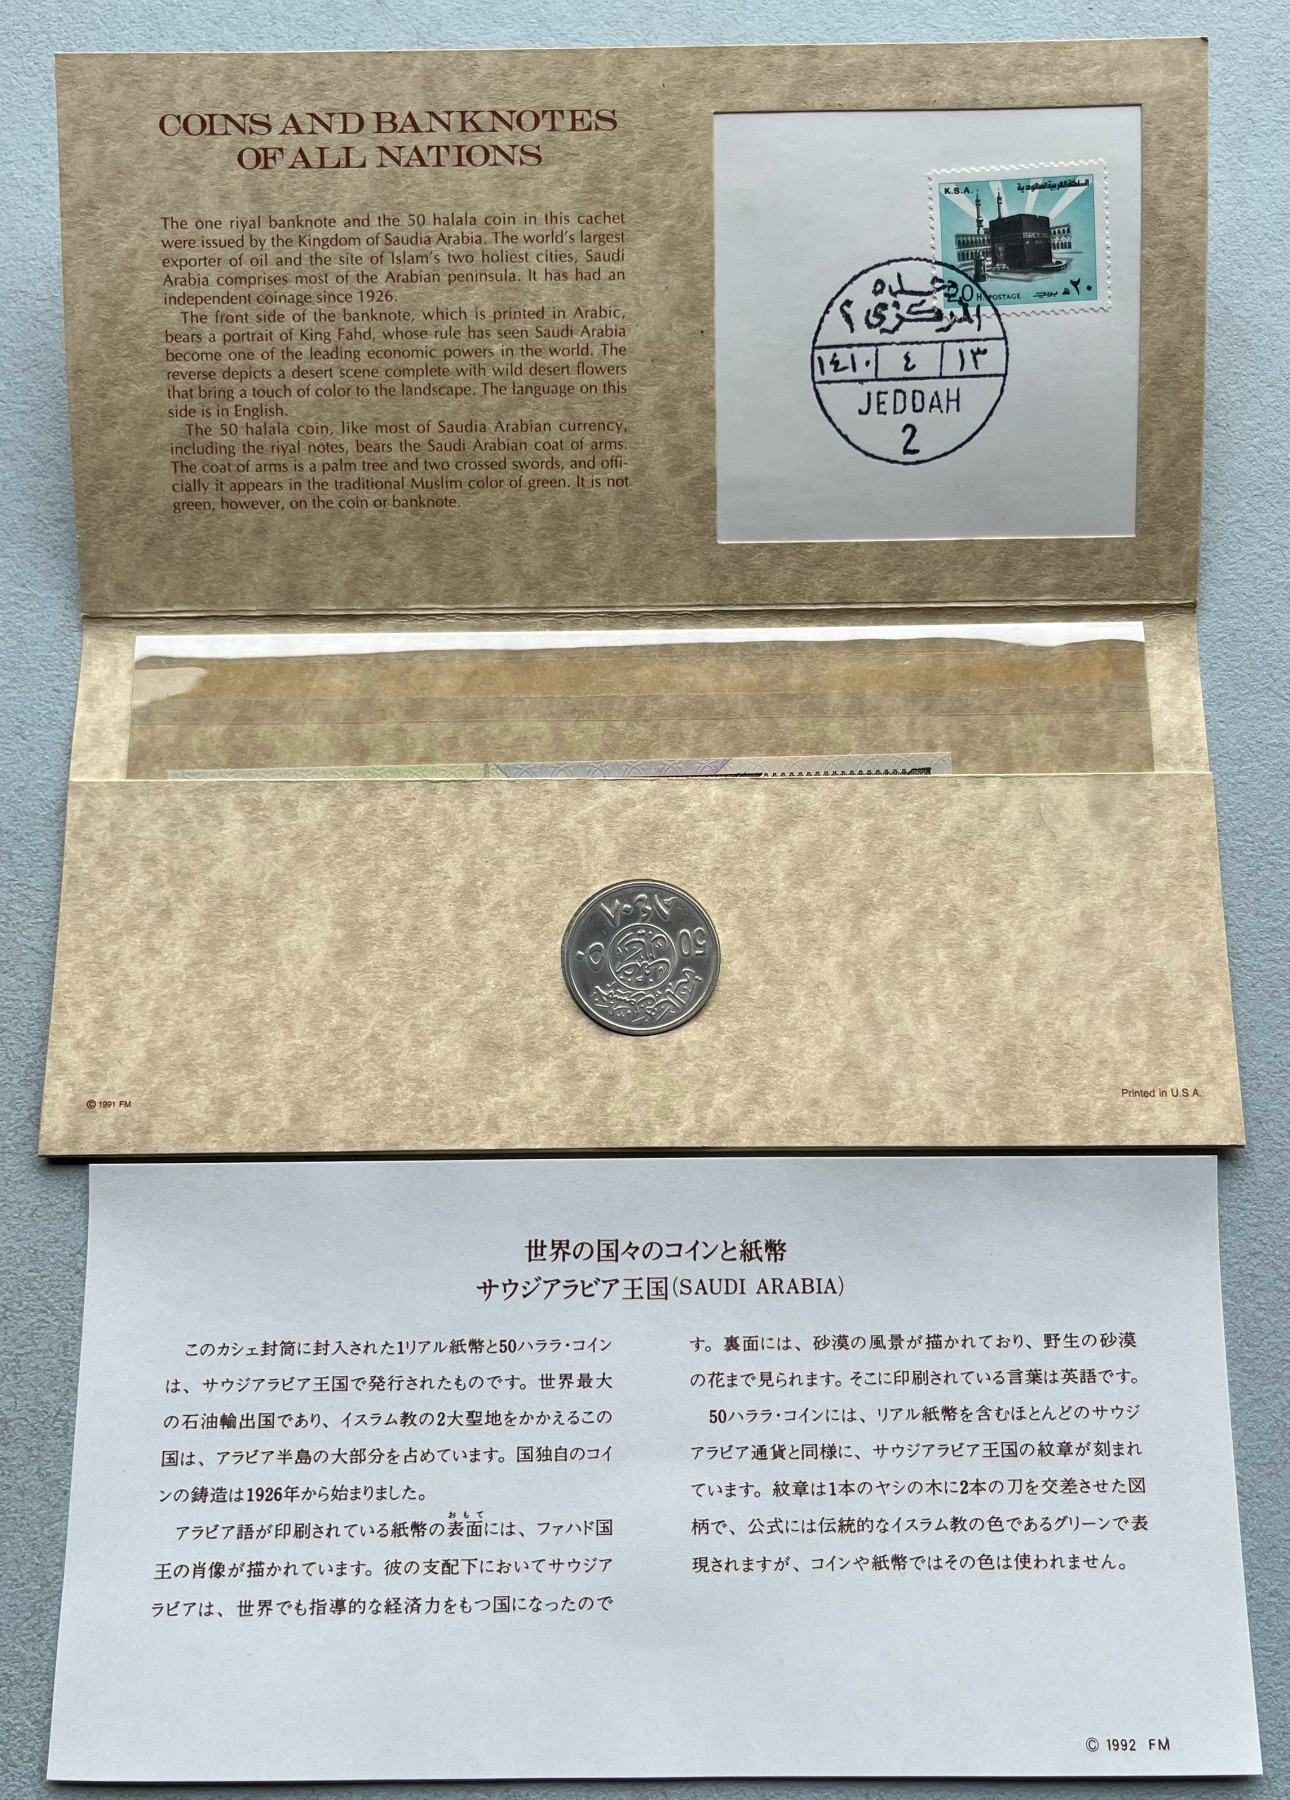 COINS AND BANKNOTES
OF ALL NATIONS
The one riyal banknote and the 50 halala coin in this cachet
were issued by the Kingdom of Saudia Arabia. The world's largest
exporter of oil and the site of Islam's two holiest cities, Saudi
Arabia comprises most of the Arabian peninsula. It has had an
independent coinage since 1926.
The front side of the banknote, which is printed in Arabic,
bears a portrait of King Fahd, whose rule has seen Saudi Arabia
become one of the leading economic powers in the world. The
reverse depicts a desert scene complete with wild desert flowers
that bring a touch of color to the landscape. The language on this
side is in English.
The 50 halala coin, like most of Saudia Arabian currency,
including the riyal notes, bears the Saudi Arabian coat of arms.
The coat of arms is a palm tree and two crossed swords, and offi-
cially it appears in the traditional Muslim color of green. It is not
green, however, on the coin or banknote.
K.S.A. المملكة العربية السعودية
20 H. POSTAGE بريد ٢٠ هـ
جدة
المركزي ٢
١٤١٠ ٤ ١٣
JEDDAH
2
50
٥٠
© 1991 FM
Printed in U.S.A.
世界の国々のコインと紙幣
サウジアラビア王国(SAUDI ARABIA)
このカシェ封筒に封入された1リアル紙幣と50ハララ・コイン
は、サウジアラビア王国で発行されたものです。世界最大
の石油輸出国であり、イスラム教の2大聖地をかかえるこの
国は、アラビア半島の大部分を占めています。国独自のコイ
ンの鋳造は1926年から始まりました。
おもて
アラビア語が印刷されている紙幣の表面には、ファハド国
王の肖像が描かれています。彼の支配下においてサウジア
ラビアは、世界でも指導的な経済力をもつ国になったので
す。裏面には、砂漠の風景が描かれており、野生の砂漠
の花まで見られます。そこに印刷されている言葉は英語です。
50ハララ・コインには、リアル紙幣を含むほとんどのサウジ
アラビア通貨と同様に、サウジアラビア王国の紋章が刻まれ
ています。紋章は1本のヤシの木に2本の刀を交差させた図
柄で、公式には伝統的なイスラム教の色であるグリーンで表
現されますが、コインや紙幣ではその色は使われません。
© 1992 FM